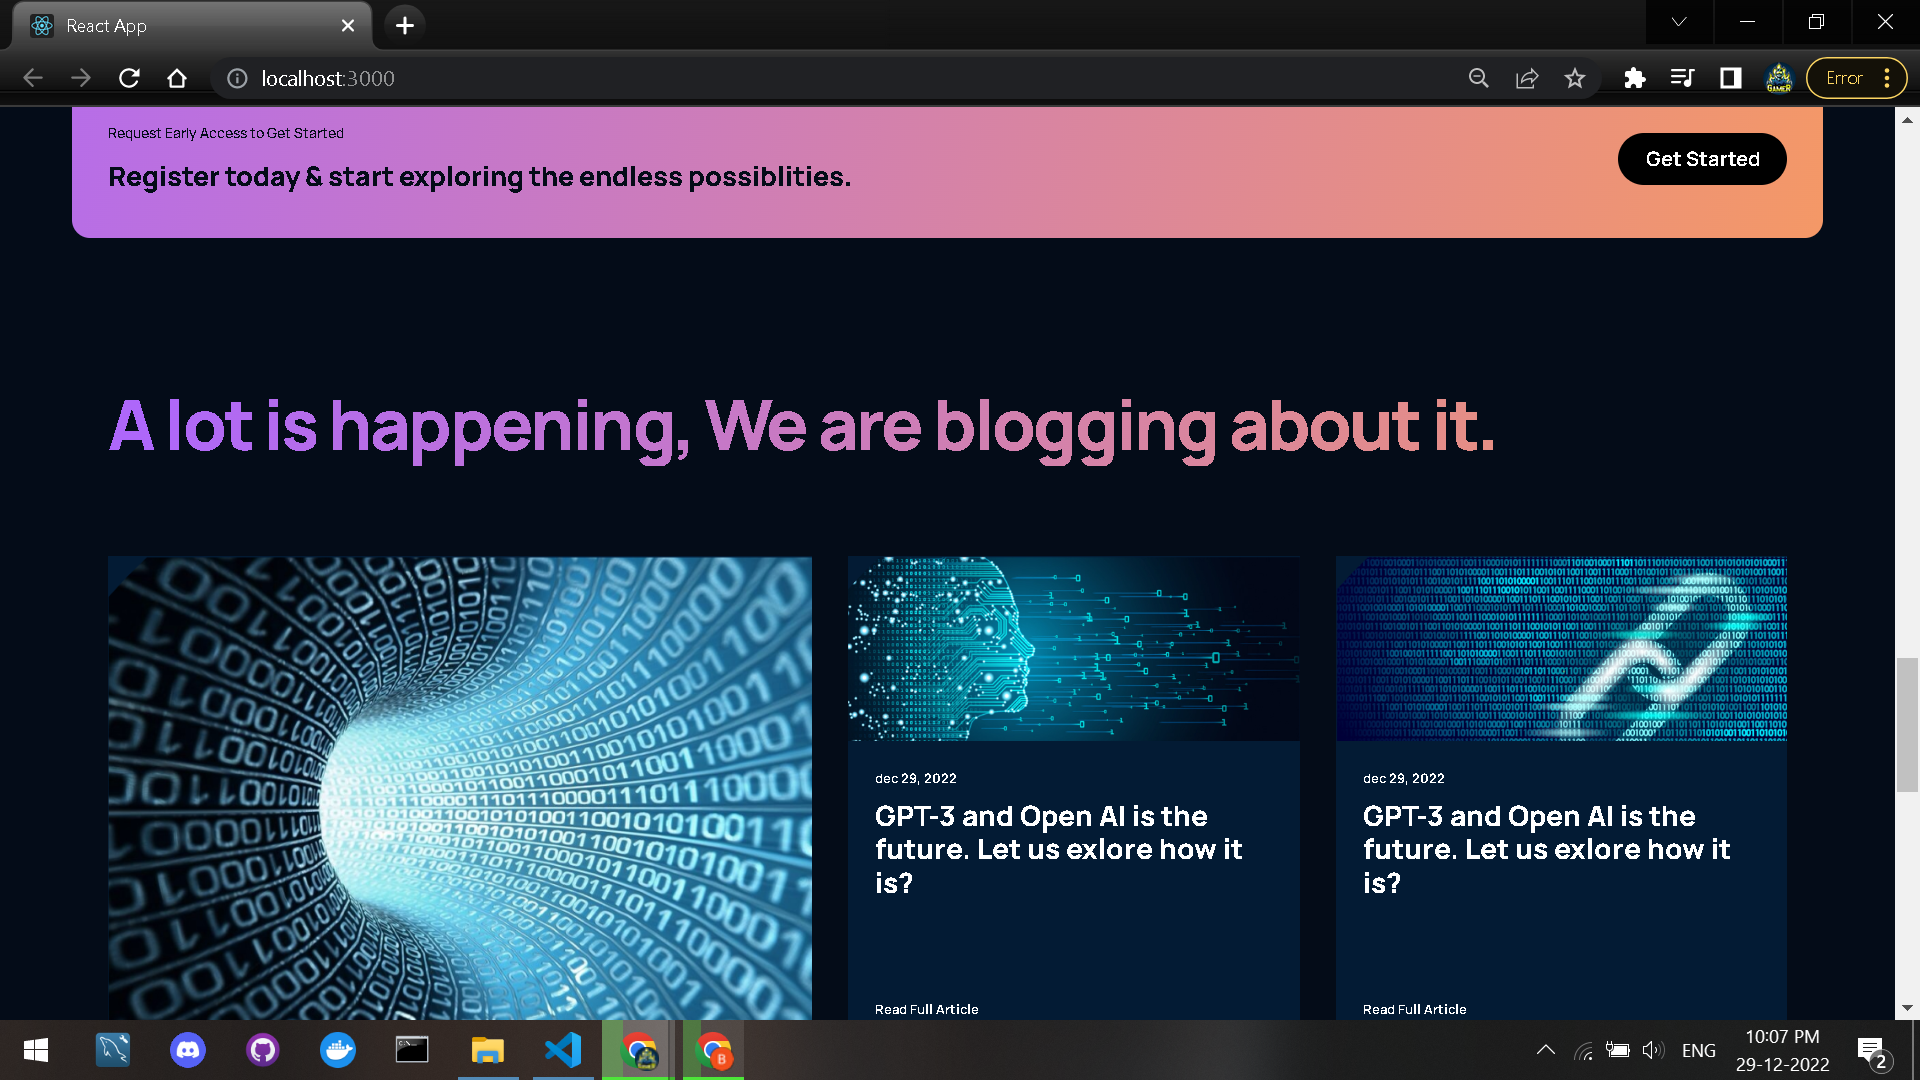 React App
localhost:3000
Error
Request Early Access to Get Started
Register today & start exploring the endless possiblities.
Get Started
A lot is happening, We are blogging about it.
dec 29, 2022
GPT-3 and Open AI is the
future. Let us exlore how it
is?
Read Full Article
dec 29, 2022
GPT-3 and Open AI is the
future. Let us exlore how it
is?
Read Full Article
ENG
10:07 PM
29-12-2022
2